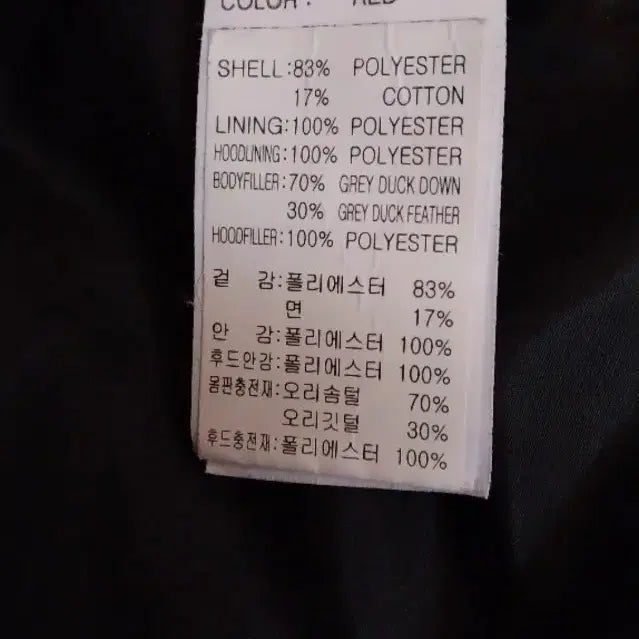 COLOR : RED
SHELL:83% POLYESTER
17% COTTON
LINING:100% POLYESTER
HOODLINING:100% POLYESTER
BODYFILLER:70% GREY DUCK DOWN
30% GREY DUCK FEATHER
HOODFILLER:100% POLYESTER
겉 감:폴리에스터 83%
면 17%
안 감:폴리에스터 100%
후드안감:폴리에스터 100%
몸판충전재:오리솜털 70%
오리깃털 30%
후드충전재:폴리에스터 100%